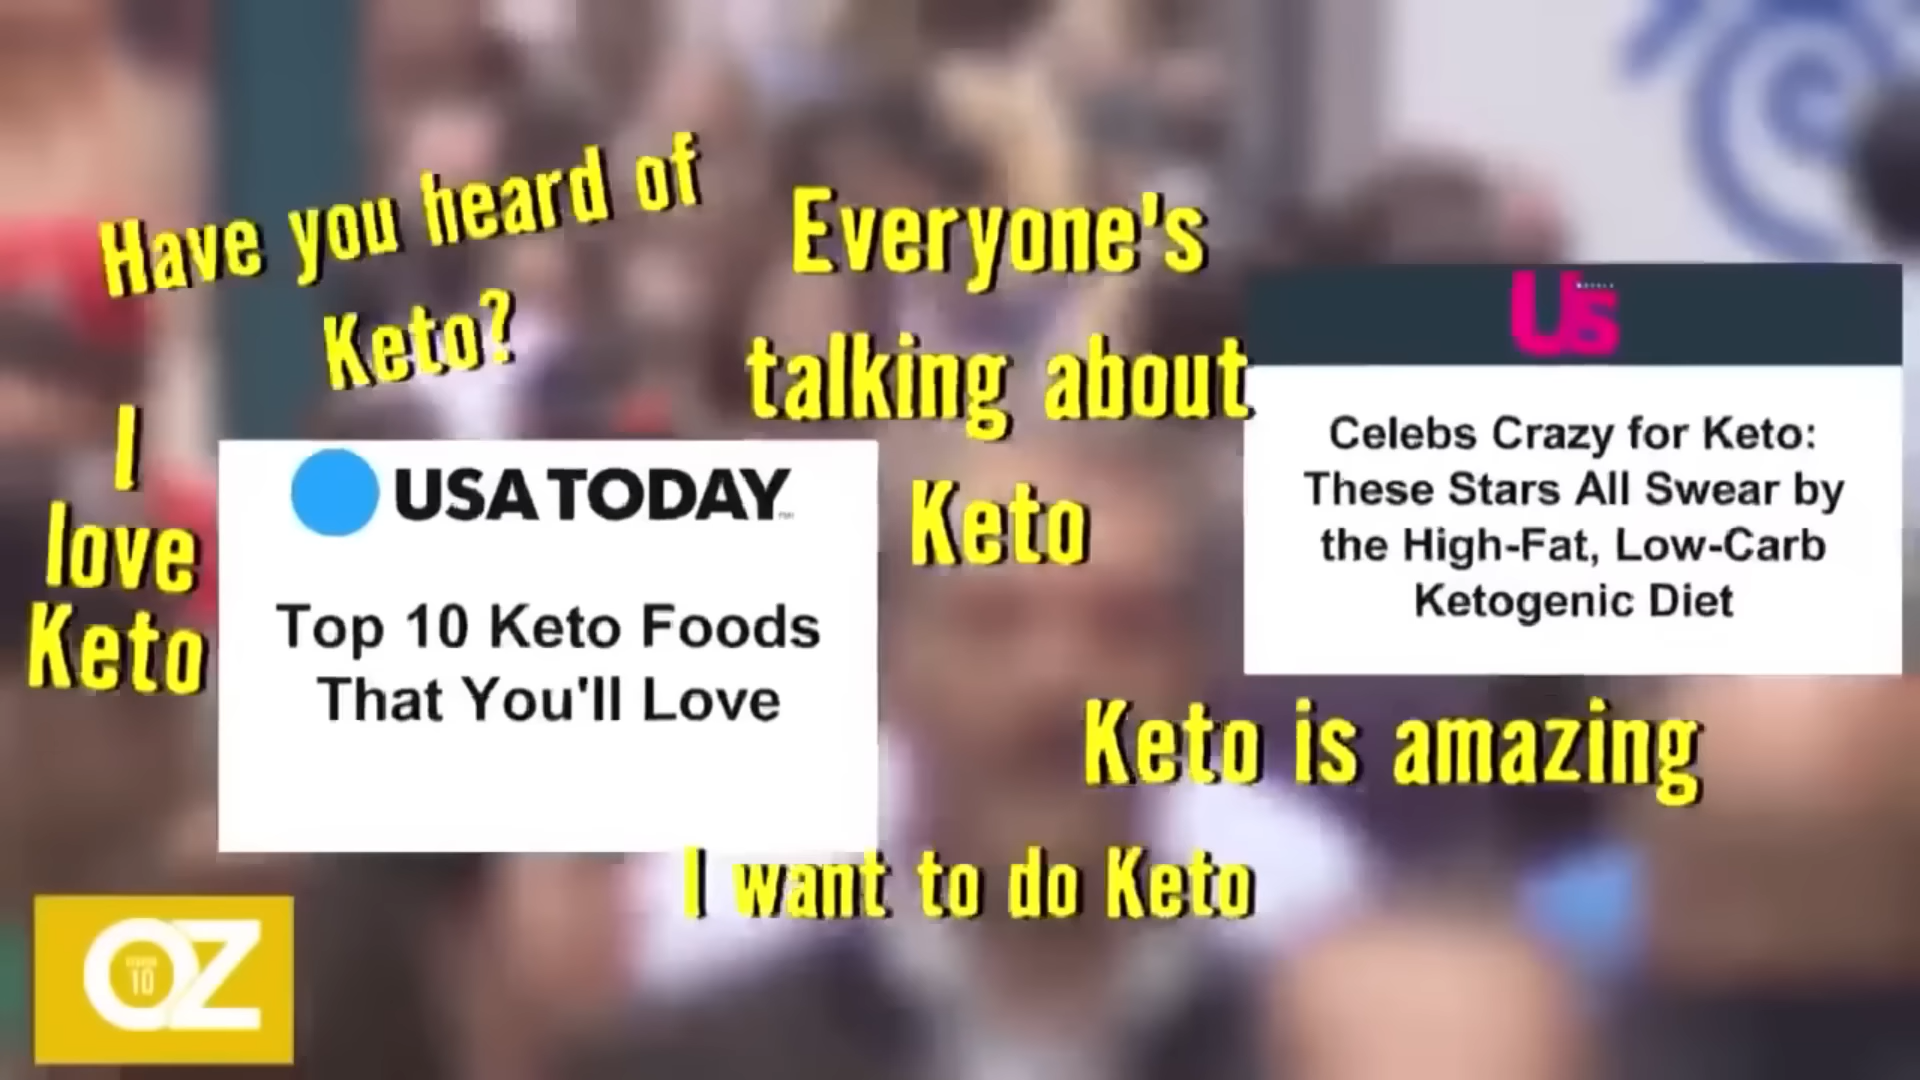 Have you heard of
Keto?
Everyone's
talking about
Keto
Us
Celebs Crazy for Keto:
These Stars All Swear by
the High-Fat, Low-Carb
Ketogenic Diet
I
love
Keto
USA TODAY
Top 10 Keto Foods
That You'll Love
Keto is amazing
I want to do Keto
OZ
10